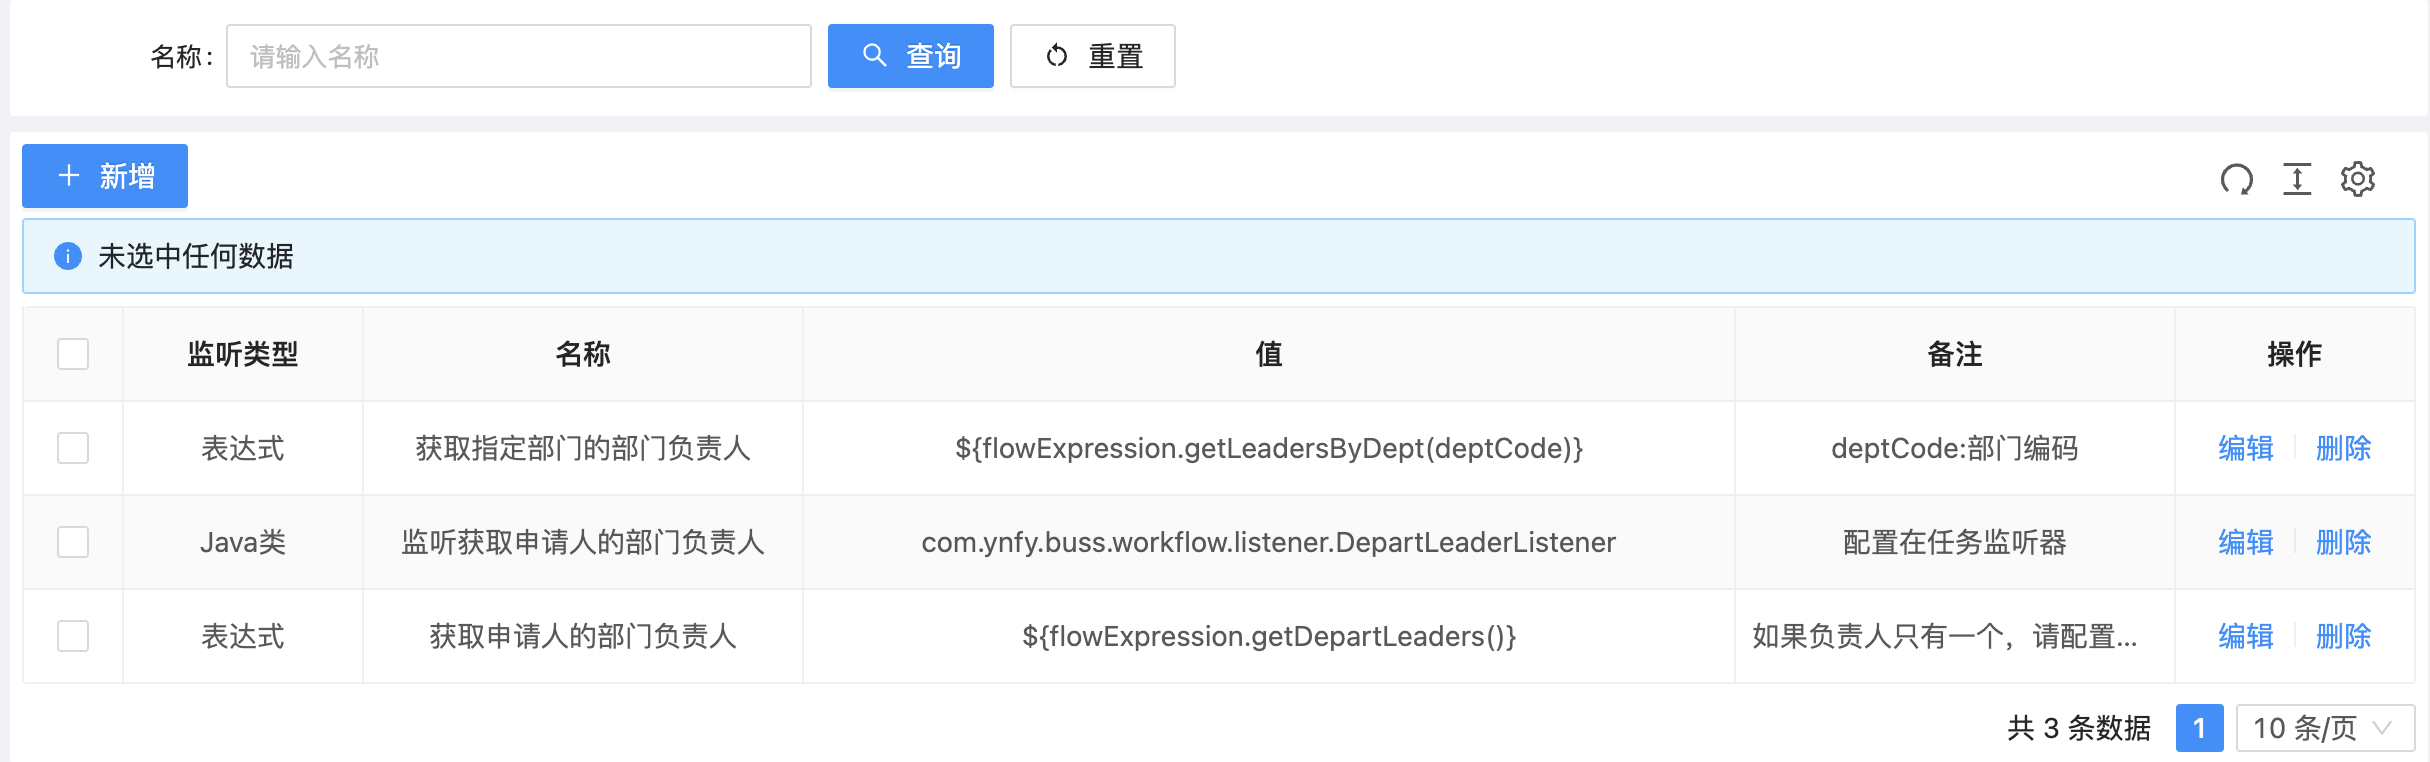 名称: 请输入名称 查询 重置
新增
未选中任何数据
监听类型 名称 值 备注 操作
表达式 获取指定部门的部门负责人 ${flowExpression.getLeadersByDept(deptCode)} deptCode:部门编码 编辑 删除
Java类 监听获取申请人的部门负责人 com.ynfy.buss.workflow.listener.DepartLeaderListener 配置在任务监听器 编辑 删除
表达式 获取申请人的部门负责人 ${flowExpression.getDepartLeaders()} 如果负责人只有一个，请配置... 编辑 删除
共 3 条数据 1 10 条/页